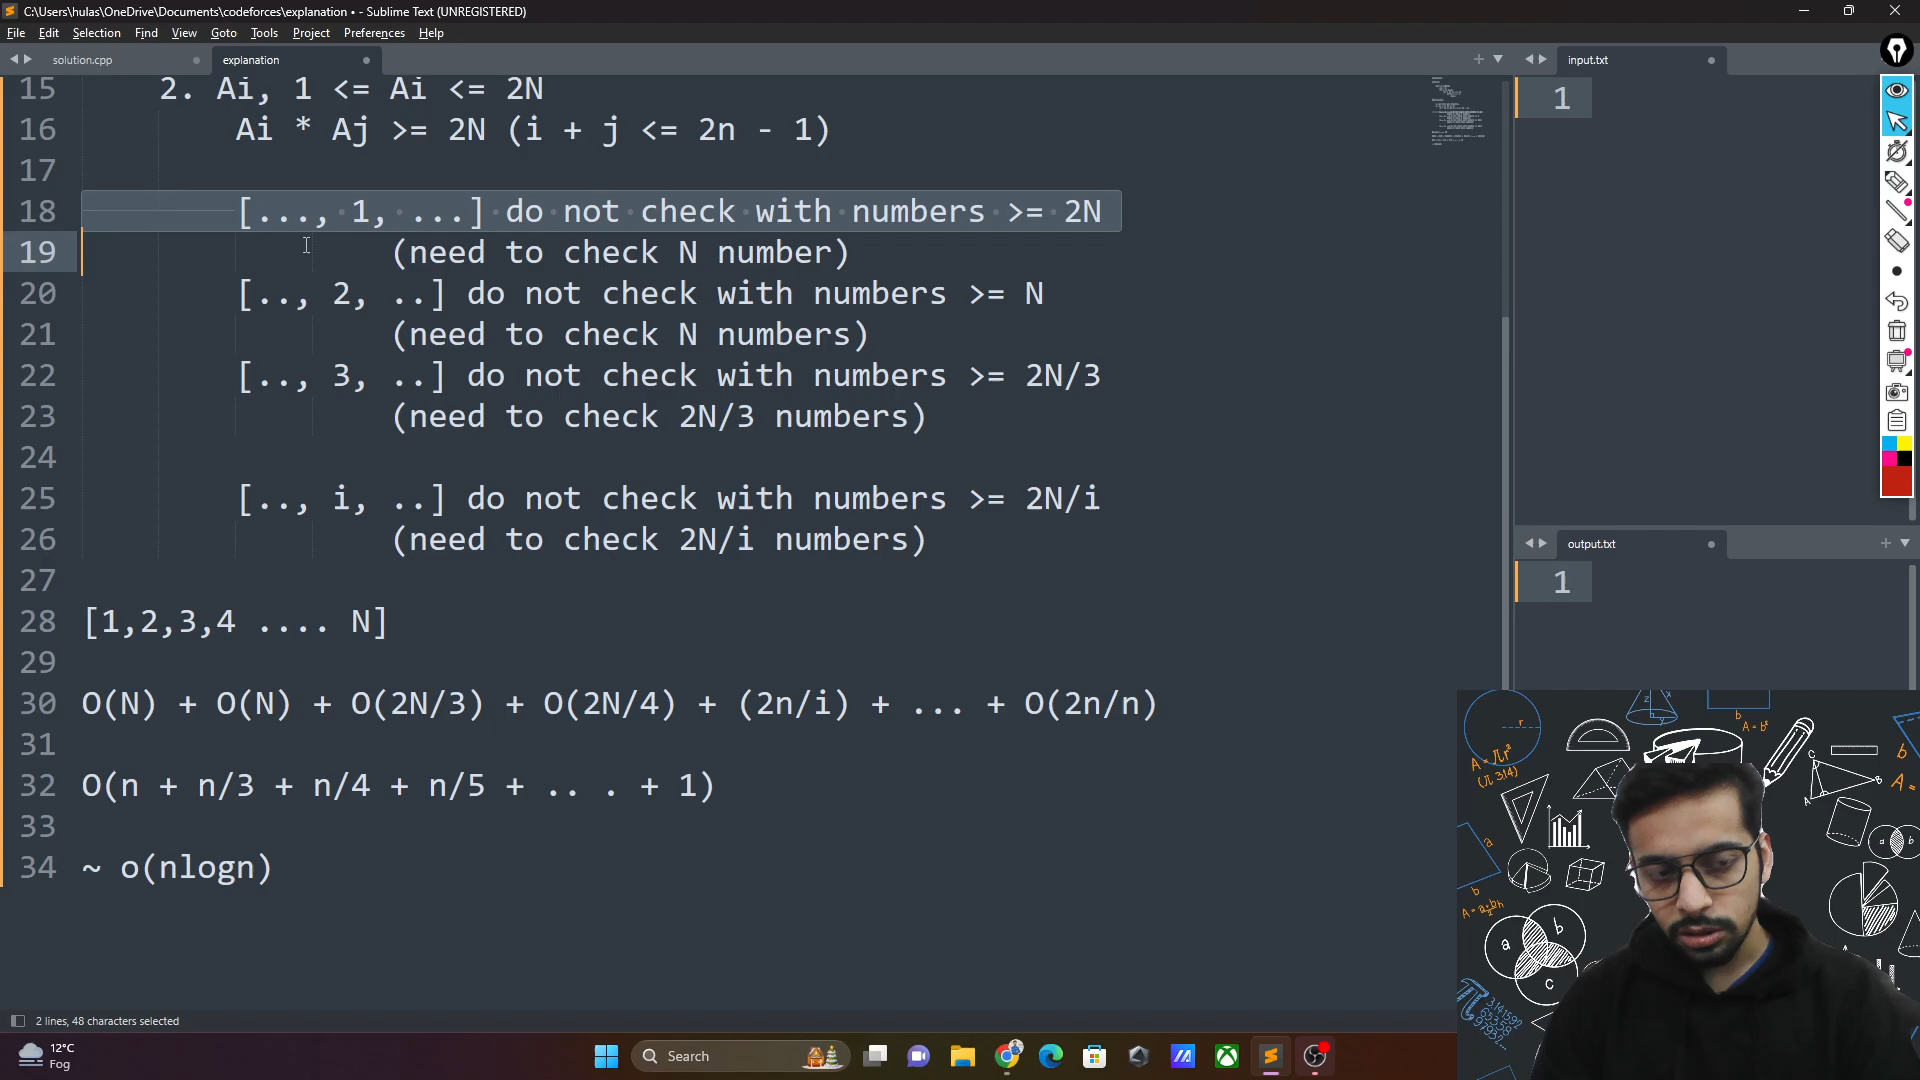 C:\Users\hulas\OneDrive\Documents\codeforces\explanation • - Sublime Text (UNREGISTERED)
File Edit Selection Find View Goto Tools Project Preferences Help
solution.cpp
explanation
input.txt
15 2. Ai, 1 <= Ai <= 2N
16 Ai * Aj >= 2N (i + j <= 2n - 1)
17
18 [..., 1, ...] do not check with numbers >= 2N
19 (need to check N number)
20 [.., 2, ..] do not check with numbers >= N
21 (need to check N numbers)
22 [.., 3, ..] do not check with numbers >= 2N/3
23 (need to check 2N/3 numbers)
24
25 [.., i, ..] do not check with numbers >= 2N/i
26 (need to check 2N/i numbers)
27
28 [1,2,3,4 .... N]
29
30 O(N) + O(N) + O(2N/3) + O(2N/4) + (2n/i) + ... + O(2n/n)
31
32 O(n + n/3 + n/4 + n/5 + .. . + 1)
33
34 ~ o(nlogn)
1
output.txt
1
2 lines, 48 characters selected
12°C
Fog
Search